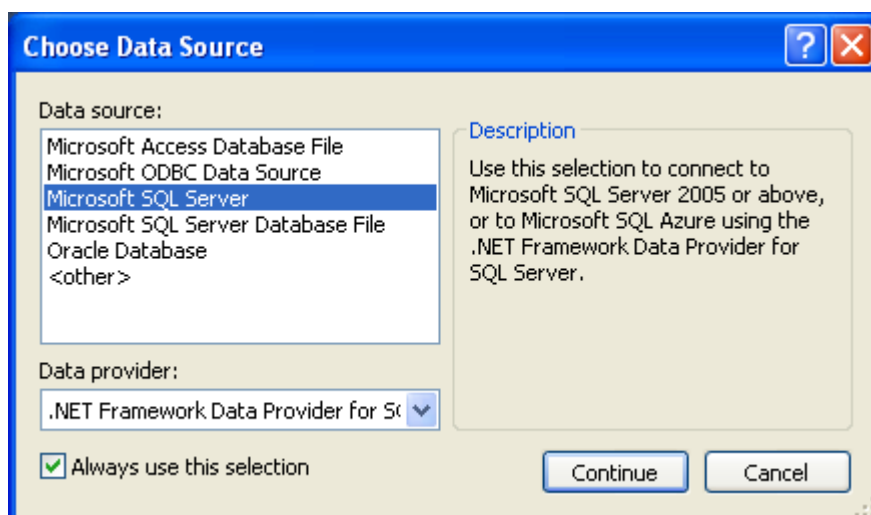 Choose Data Source
Data source:
Microsoft Access Database File
Microsoft ODBC Data Source
Microsoft SQL Server
Microsoft SQL Server Database File
Oracle Database
<other>
Description
Use this selection to connect to
Microsoft SQL Server 2005 or above,
or to Microsoft SQL Azure using the
.NET Framework Data Provider for
SQL Server.
Data provider:
.NET Framework Data Provider for
Always use this selection
Continue
Cancel